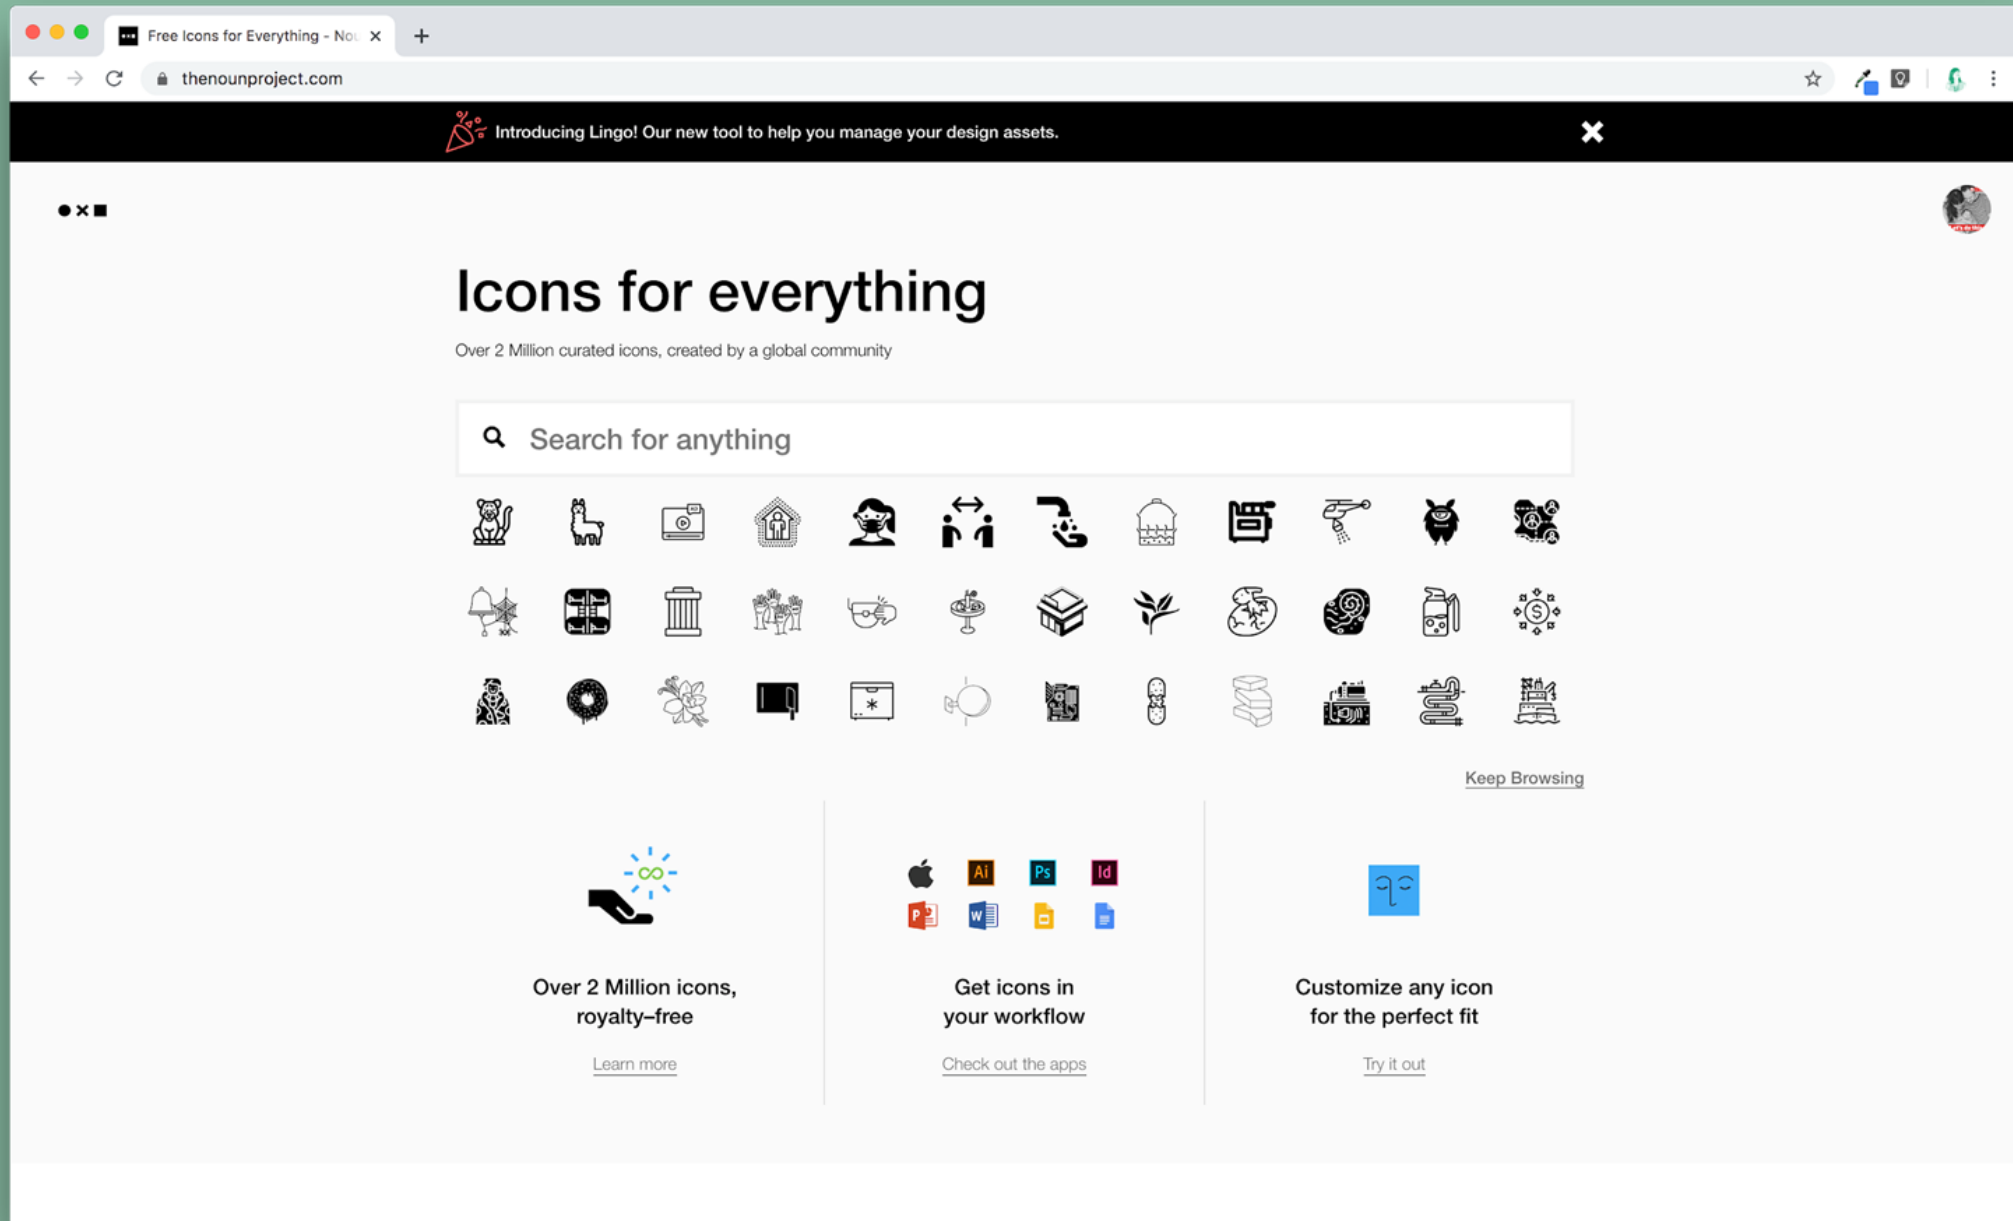 Free Icons for Everything - Nou
thenounproject.com
Introducing Lingo! Our new tool to help you manage your design assets.
Icons for everything
Over 2 Million curated icons, created by a global community
Search for anything
AD
Keep Browsing
Ai Ps Id
P W
Over 2 Million icons,
royalty–free
Learn more
Get icons in
your workflow
Check out the apps
Customize any icon
for the perfect fit
Try it out